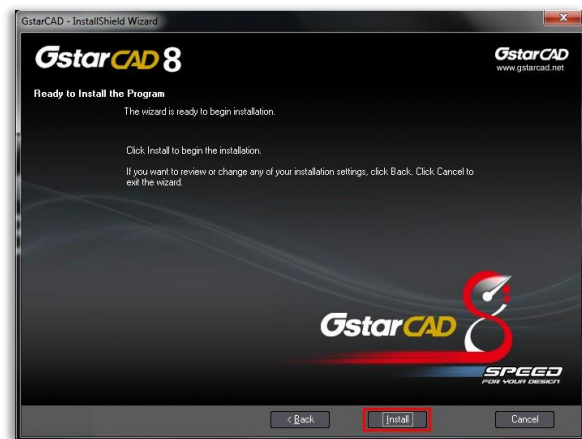 GstarCAD - InstallShield Wizard
GstarCAD 8
GstarCAD
www.gstarcad.net
Ready to Install the Program
The wizard is ready to begin installation.
Click Install to begin the installation.
If you want to review or change any of your installation settings, click Back. Click Cancel to
exit the wizard.
GstarCAD 8
SPEED
FOR YOUR DESIGN
< Back
Install
Cancel